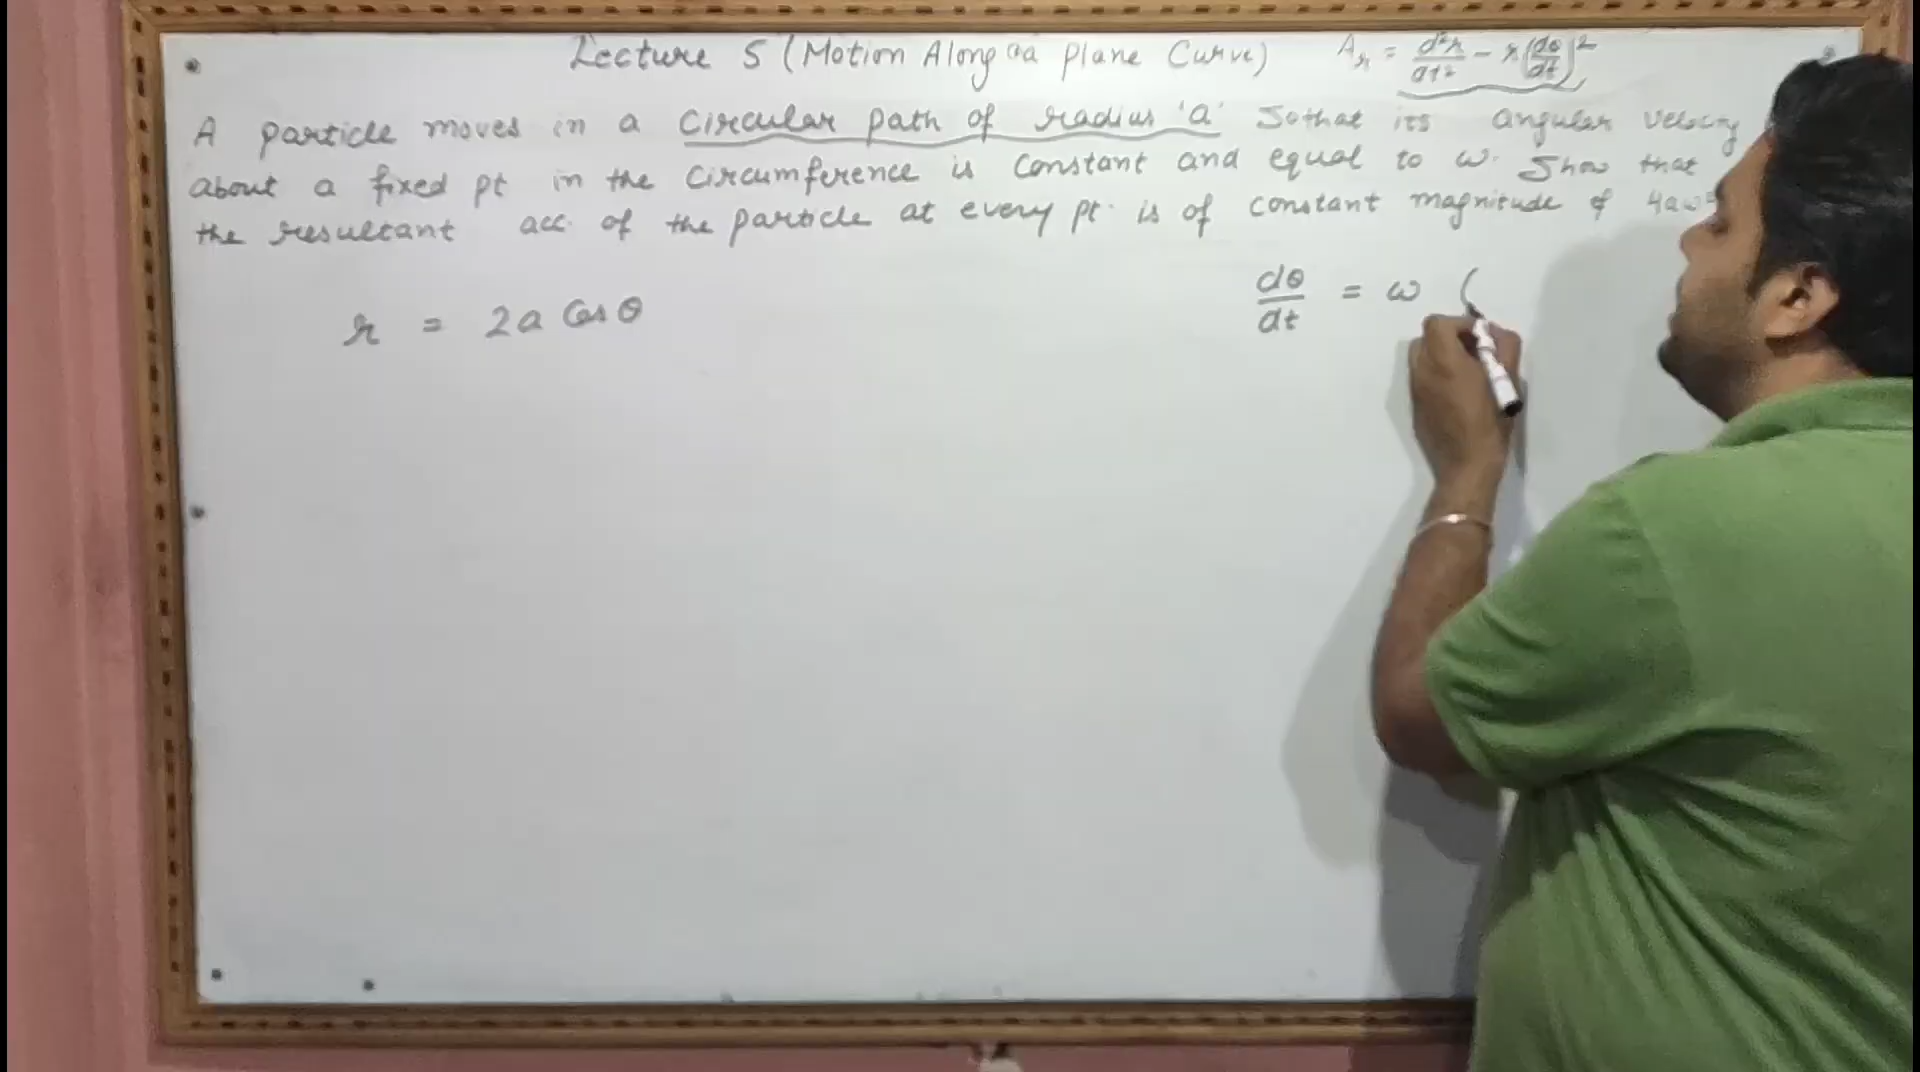 Lecture 5 (Motion Along a plane Curve) Ar = d²r/dt² - r(dθ/dt)²
A particle moves in a circular path of radius 'a' so that its angular velocity
about a fixed pt in the circumference is constant and equal to ω. Show that
the resultant acc. of the particle at every pt. is of constant magnitude of 4aω²
r = 2a cos θ
dθ/dt = ω (